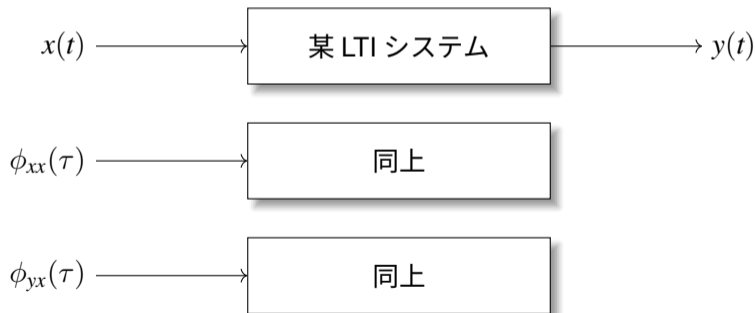 x(t) 某 LTI システム y(t)
ϕxx(τ) 同上
ϕyx(τ) 同上